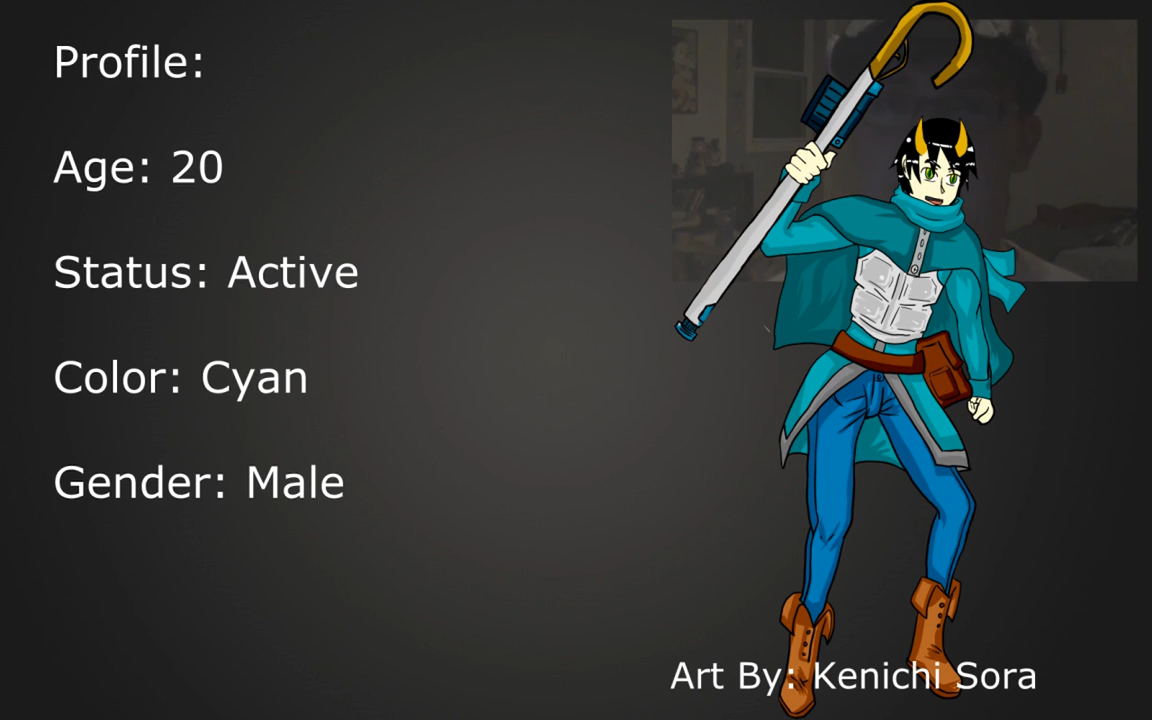 Profile:
Age: 20
Status: Active
Color: Cyan
Gender: Male
Art By: Kenichi Sora